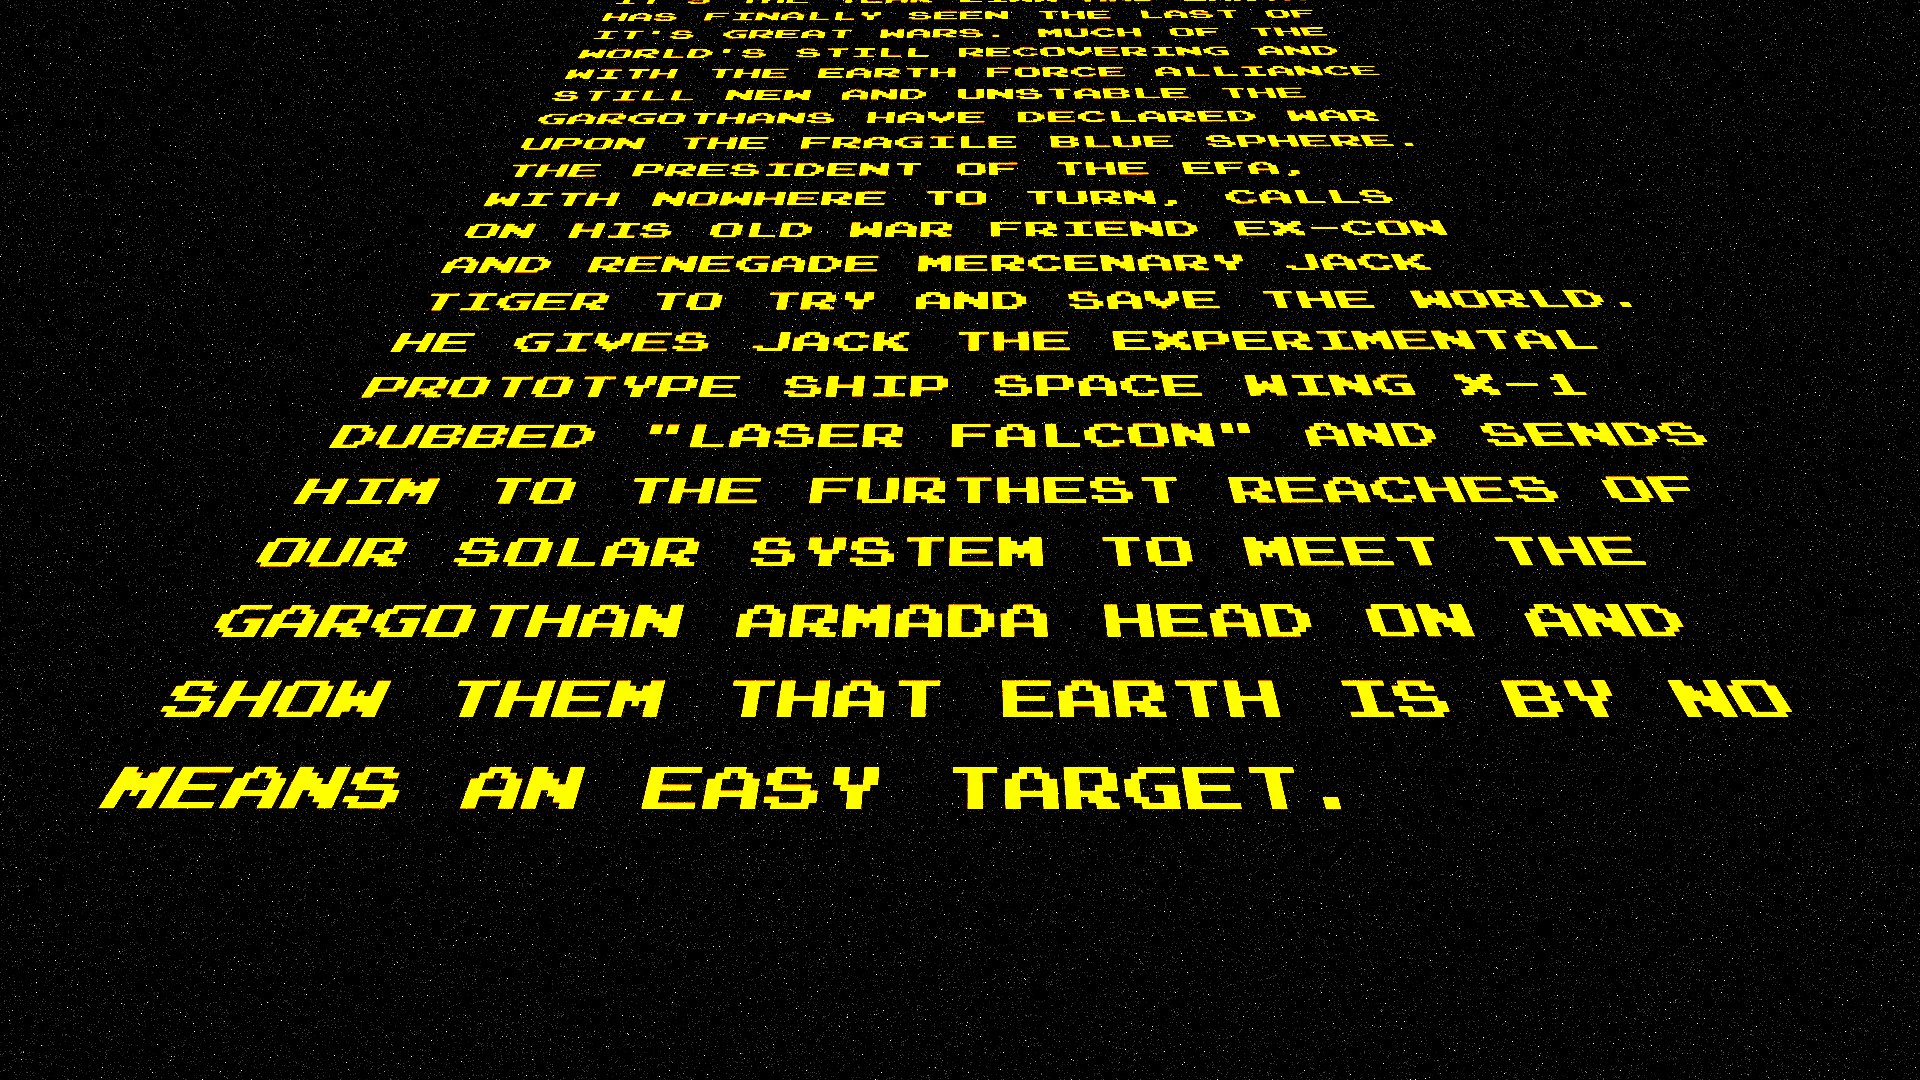 IT'S THE YEAR
HAS FINALLY SEEN THE LAST OF
IT'S GREAT WARS. MUCH OF THE
WORLD'S STILL RECOVERING AND
WITH THE EARTH FORCE ALLIANCE
STILL NEW AND UNSTABLE THE
GARGOTHANS HAVE DECLARED WAR
UPON THE FRAGILE BLUE SPHERE.
THE PRESIDENT OF THE EFA,
WITH NOWHERE TO TURN, CALLS
ON HIS OLD WAR FRIEND EX-CON
AND RENEGADE MERCENARY JACK
TIGER TO TRY AND SAVE THE WORLD.
HE GIVES JACK THE EXPERIMENTAL
PROTOTYPE SHIP SPACE WING X-1
DUBBED "LASER FALCON" AND SENDS
HIM TO THE FURTHEST REACHES OF
OUR SOLAR SYSTEM TO MEET THE
GARGOTHAN ARMADA HEAD ON AND
SHOW THEM THAT EARTH IS BY NO
MEANS AN EASY TARGET.